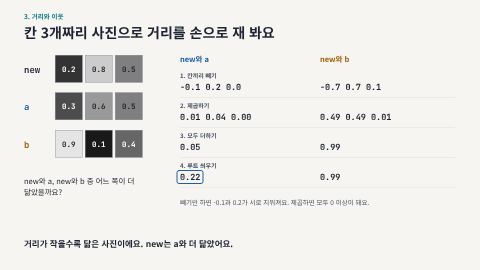 3. 거리와 이웃
칸 3개짜리 사진으로 거리를 손으로 재 봐요
new 0.2 0.8 0.5
a 0.3 0.6 0.5
b 0.9 0.1 0.4
new와 a, new와 b 중 어느 쪽이 더
닮았을까요?
new와 a new와 b
1. 칸끼리 빼기
-0.1 0.2 0.0 -0.7 0.7 0.1
2. 제곱하기
0.01 0.04 0.00 0.49 0.49 0.01
3. 모두 더하기
0.05 0.99
4. 루트 씌우기
0.22 0.99
빼기만 하면 -0.1과 0.2가 서로 지워져요. 제곱하면 모두 0 이상이 돼요.
거리가 작을수록 닮은 사진이에요. new는 a와 더 닮았어요.